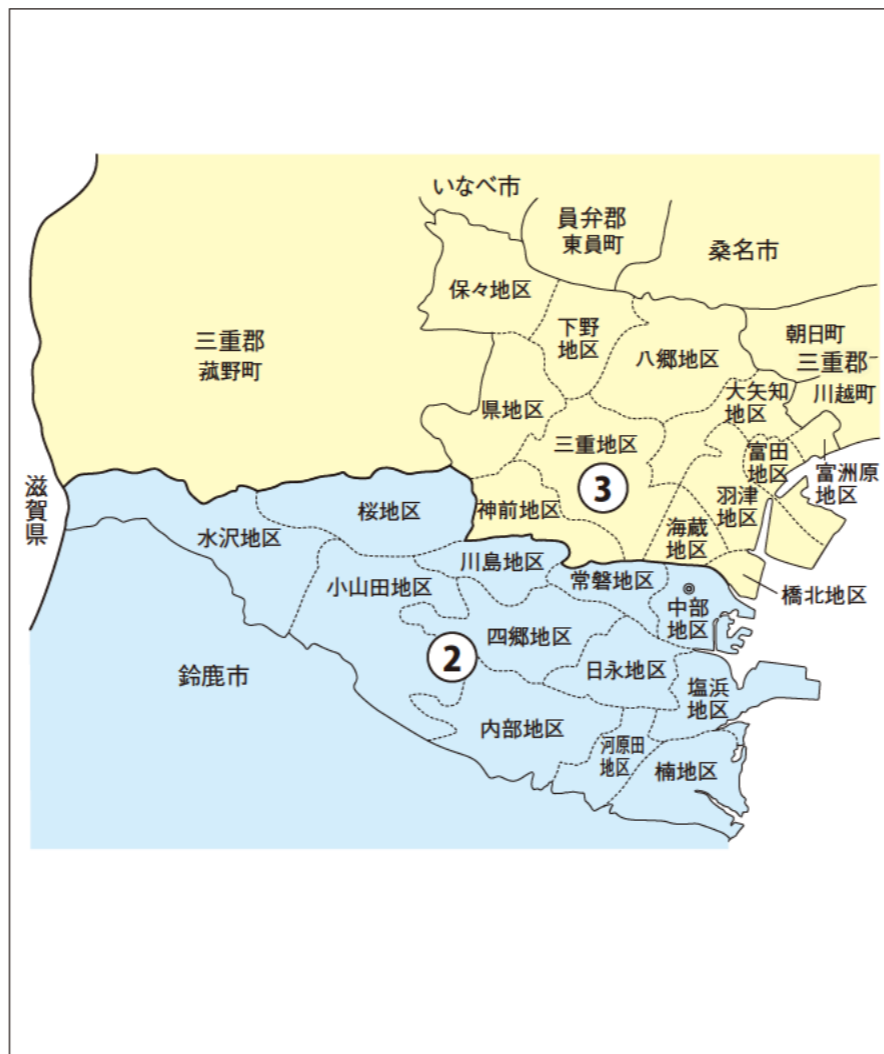 いなべ市
員弁郡
東員町
桑名市
保々地区
下野
地区
八郷地区
朝日町
三重郡
川越町
三重郡
菰野町
県地区
大矢知
地区
三重地区
富田
地区
富洲原
地区
滋賀県
桜地区
神前地区
3
羽津
地区
海蔵
地区
水沢地区
川島地区
常磐地区
橋北地区
小山田地区
中部
地区
四郷地区
2
日永地区
鈴鹿市
塩浜
地区
内部地区
河原田
地区
楠地区